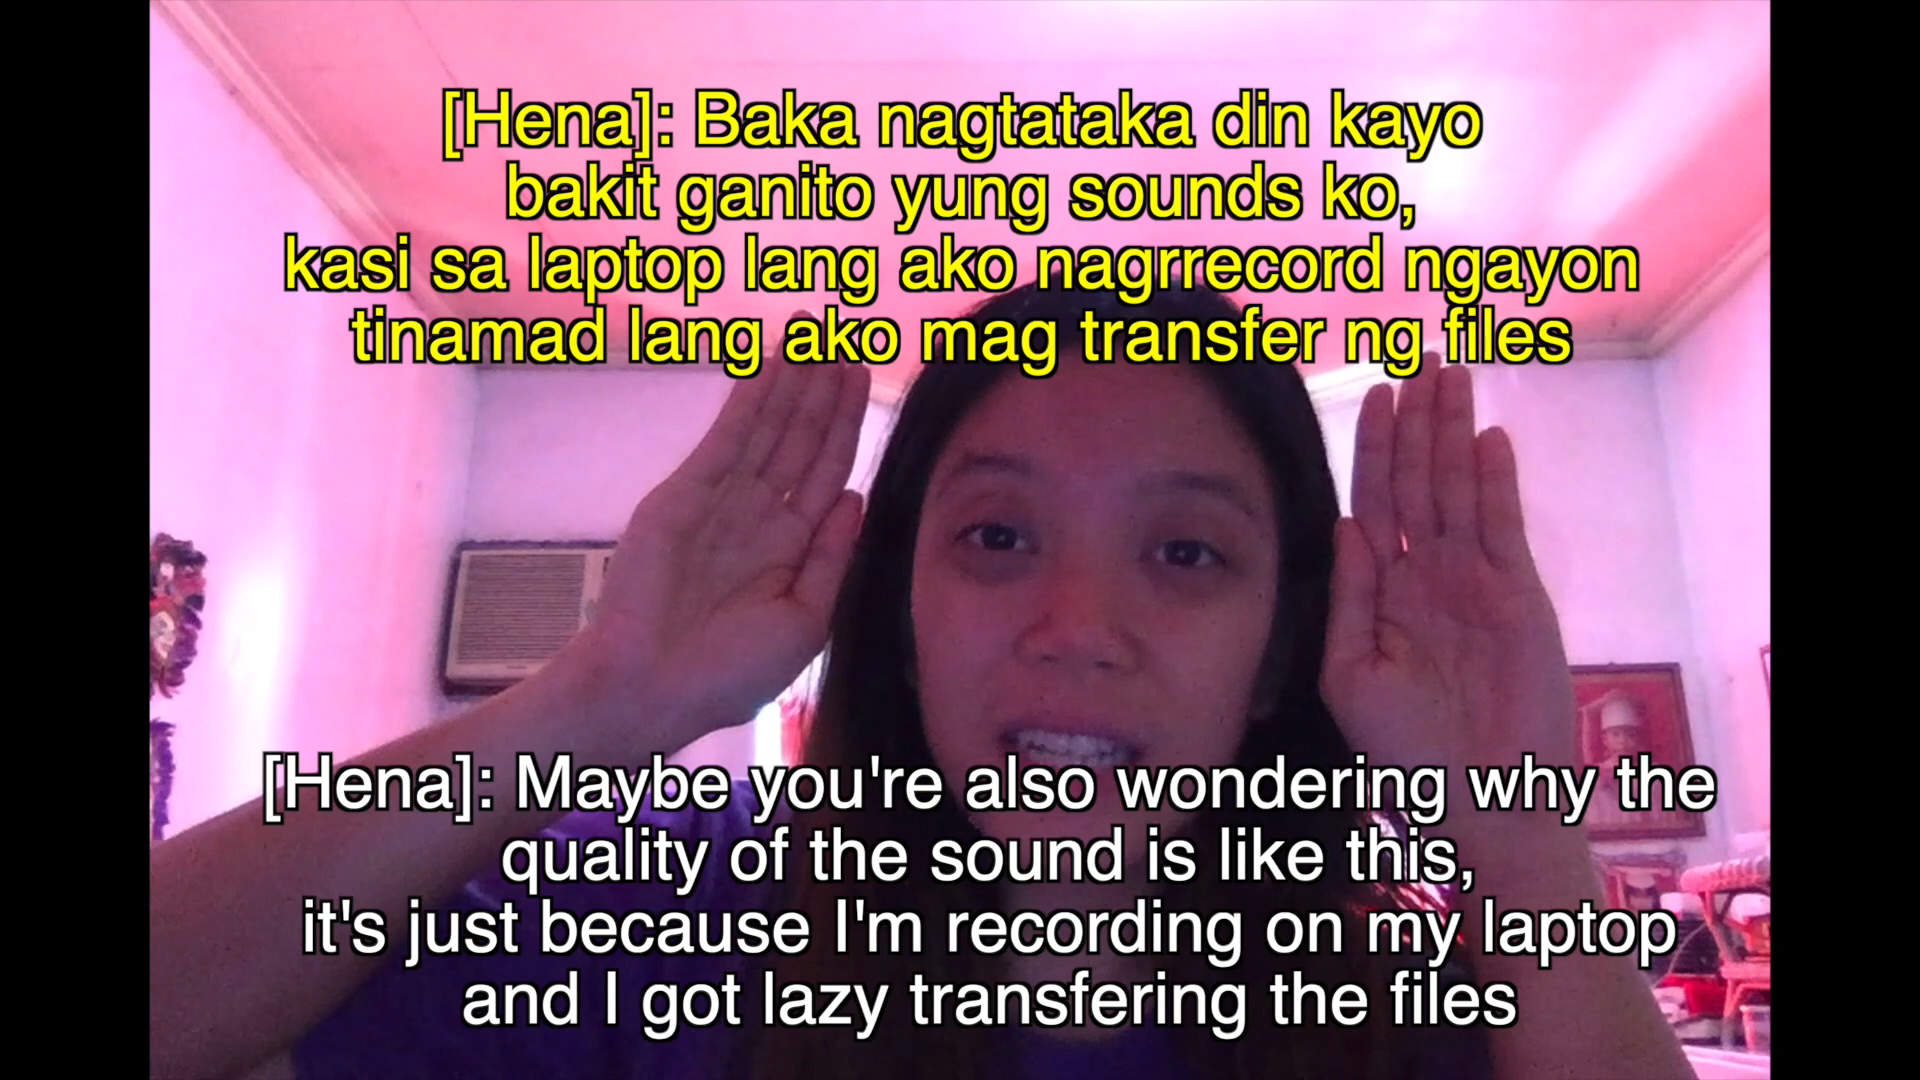 [Hena]: Baka nagtataka din kayo
bakit ganito yung sounds ko,
kasi sa laptop lang ako nagrrecord ngayon
tinamad lang ako mag transfer ng files
[Hena]: Maybe you're also wondering why the
quality of the sound is like this,
it's just because I'm recording on my laptop
and I got lazy transfering the files